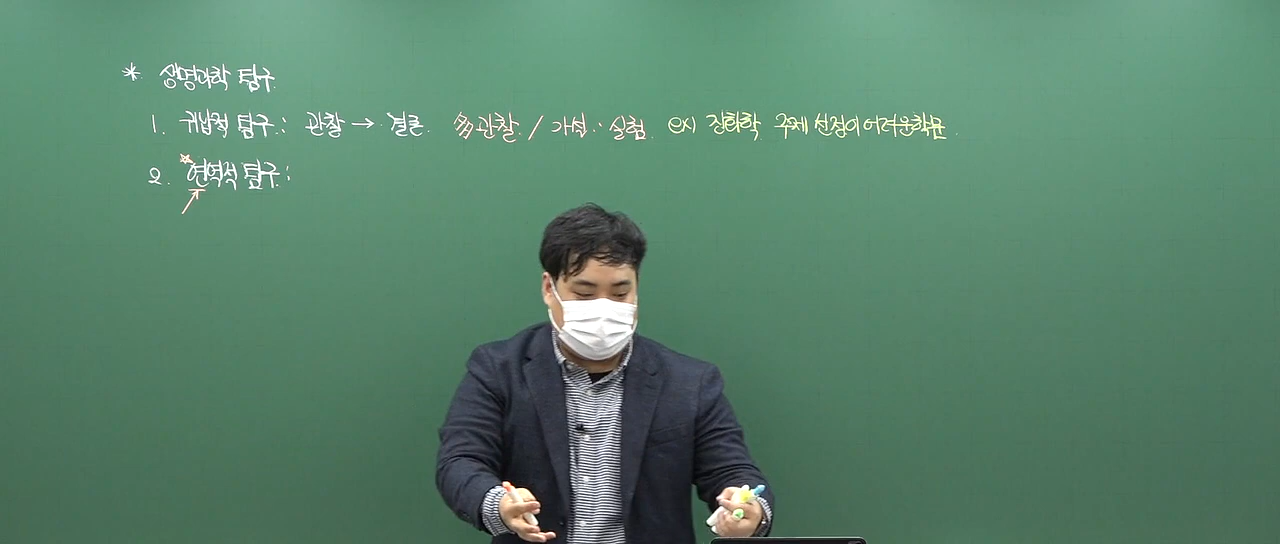 * 생명과학 탐구
1. 귀납적 탐구 : 관찰 → 결론. 多관찰 / 가설·실험. ex) 진화학 주제 선정이 어려운학문.
2. *연역적 탐구 :